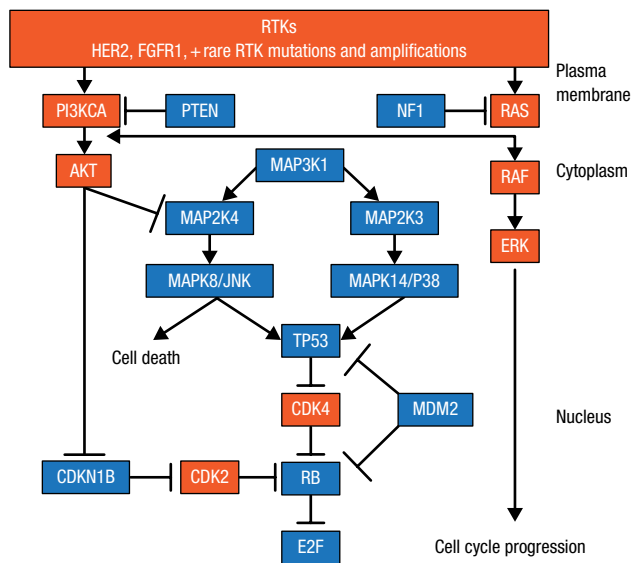 RTKs
HER2, FGFR1, + rare RTK mutations and amplifications
Plasma
membrane
PI3KCA
PTEN
NF1
RAS
Cytoplasm
AKT
MAP3K1
RAF
MAP2K4
MAP2K3
ERK
MAPK8/JNK
MAPK14/P38
Cell death
TP53
CDK4
MDM2
Nucleus
CDKN1B
CDK2
RB
E2F
Cell cycle progression